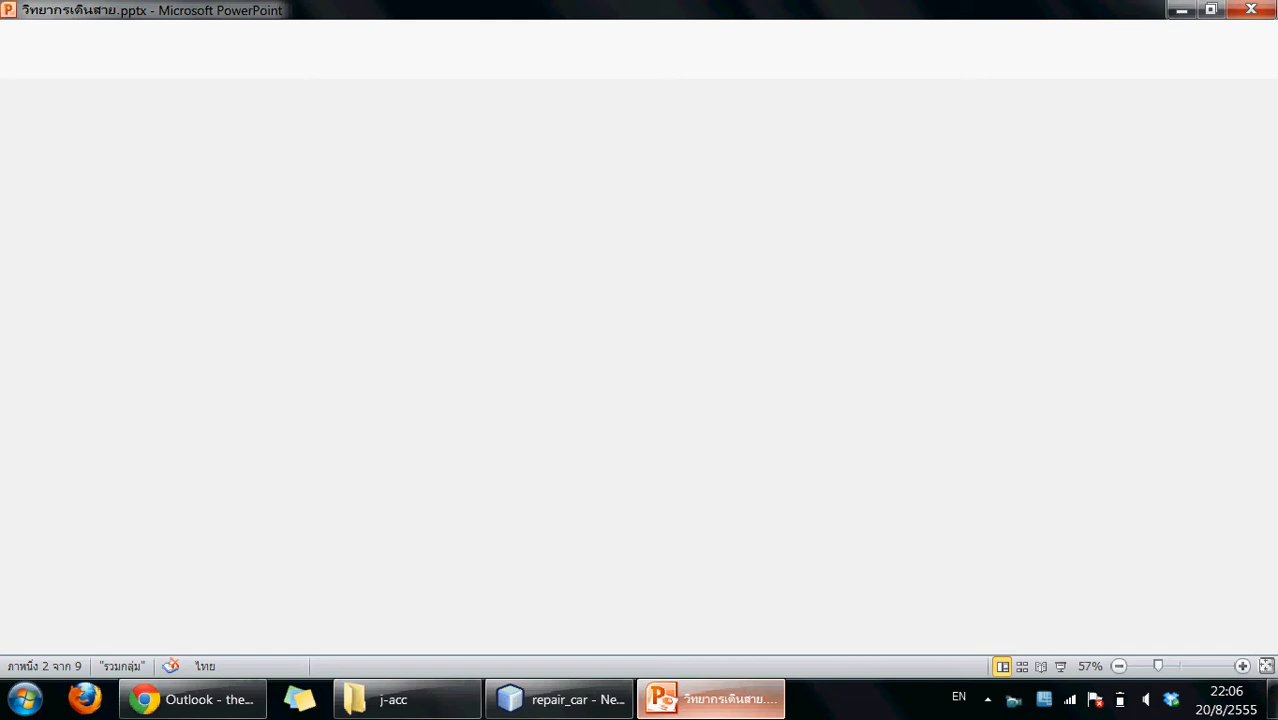 วิทยากรเดินสาย.pptx - Microsoft PowerPoint
ภาพนิ่ง 2 จาก 9 "รวมกลุ่ม" ไทย 57%
Outlook - the... j-acc repair_car - Ne... วิทยากรเดินสาย.... EN 22:06
20/8/2555